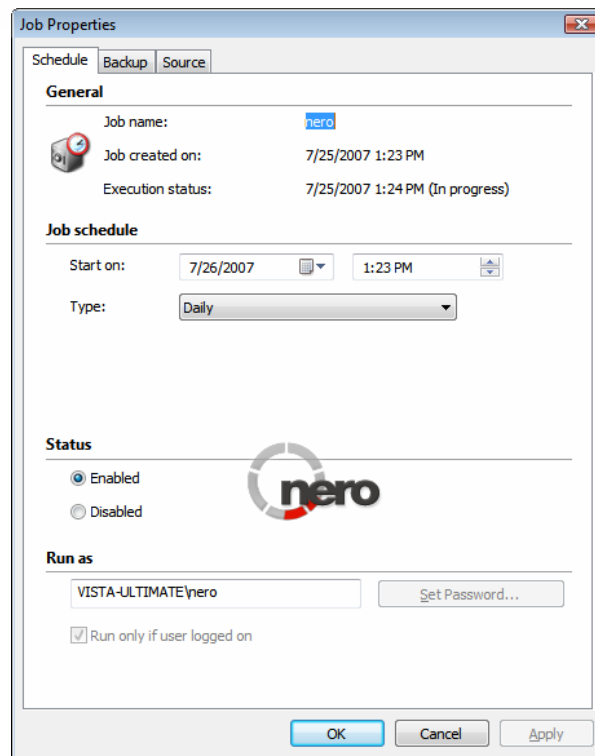 Job Properties
Schedule Backup Source
General
Job name: nero
Job created on: 7/25/2007 1:23 PM
Execution status: 7/25/2007 1:24 PM (In progress)
Job schedule
Start on: 7/26/2007 1:23 PM
Type: Daily
Status
Enabled
nero
Disabled
Run as
VISTA-ULTIMATE\nero Set Password...
Run only if user logged on
OK Cancel Apply